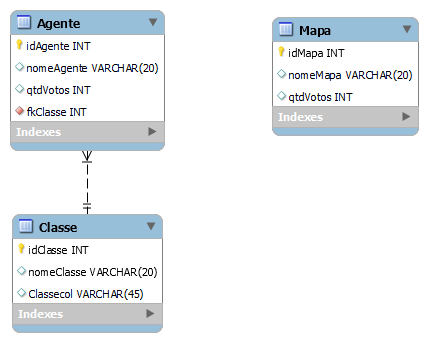 Agente
idAgente INT
nomeAgente VARCHAR(20)
qtdVotos INT
fkClasse INT
Indexes
Mapa
idMapa INT
nomeMapa VARCHAR(20)
qtdVotos INT
Indexes
Classe
idClasse INT
nomeClasse VARCHAR(20)
Classecol VARCHAR(45)
Indexes